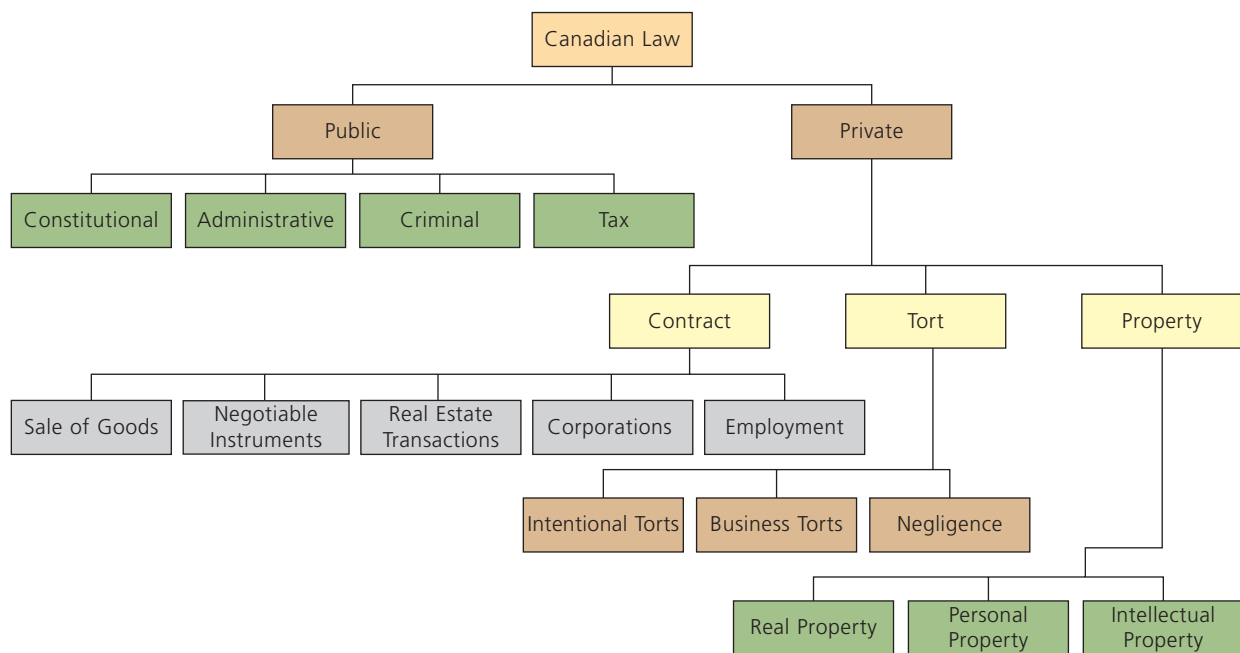 Canadian Law
Public
Private
Constitutional
Administrative
Criminal
Tax
Contract
Tort
Property
Sale of Goods
Negotiable
Instruments
Real Estate
Transactions
Corporations
Employment
Intentional Torts
Business Torts
Negligence
Real Property
Personal
Property
Intellectual
Property